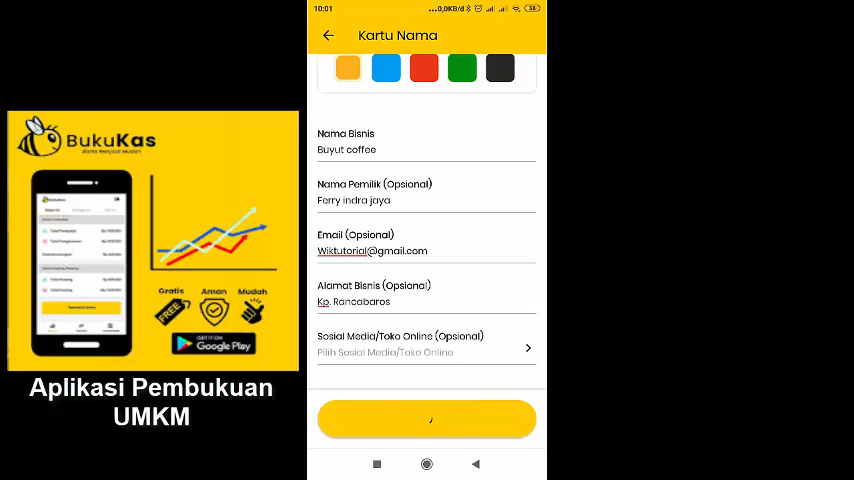 10:01
...0,0KB/d
38
Kartu Nama
Nama Bisnis
Buyut coffee
Nama Pemilik (Opsional)
Ferry indra jaya
Email (Opsional)
Wiktutorial@gmail.com
Alamat Bisnis (Opsional)
Kp. Rancabaros
Sosial Media/Toko Online (Opsional)
Pilih Sosial Media/Toko Online
BukuKas
Gratis
Aman
Mudah
FREE
GET IT ON
Google Play
Aplikasi Pembukuan
UMKM